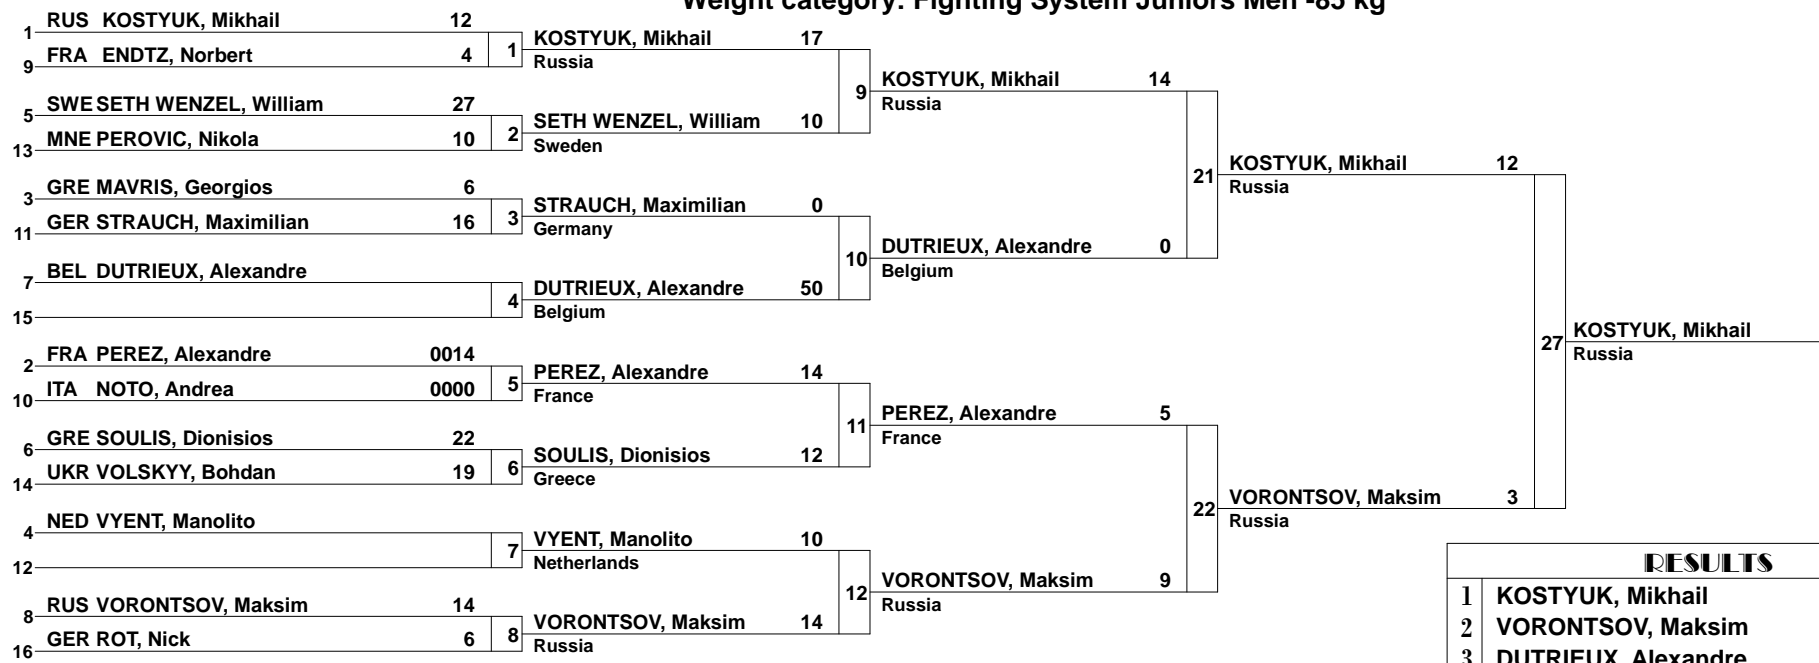 Weight category: Fighting System Juniors Men -85 kg
1 RUS KOSTYUK, Mikhail 12
9 FRA ENDTZ, Norbert 4
1
5 SWE SETH WENZEL, William 27
13 MNE PEROVIC, Nikola 10
2
3 GRE MAVRIS, Georgios 6
11 GER STRAUCH, Maximilian 16
3
7 BEL DUTRIEUX, Alexandre
15
4
2 FRA PEREZ, Alexandre 0014
10 ITA NOTO, Andrea 0000
5
6 GRE SOULIS, Dionisios 22
14 UKR VOLSKYY, Bohdan 19
6
4 NED VYENT, Manolito
12
7
8 RUS VORONTSOV, Maksim 14
16 GER ROT, Nick 6
8
KOSTYUK, Mikhail 17
Russia
SETH WENZEL, William 10
Sweden
9
STRAUCH, Maximilian 0
Germany
DUTRIEUX, Alexandre 50
Belgium
10
PEREZ, Alexandre 14
France
SOULIS, Dionisios 12
Greece
11
VYENT, Manolito 10
Netherlands
VORONTSOV, Maksim 14
Russia
12
KOSTYUK, Mikhail 14
Russia
DUTRIEUX, Alexandre 0
Belgium
21
PEREZ, Alexandre 5
France
VORONTSOV, Maksim 9
Russia
22
KOSTYUK, Mikhail 12
Russia
VORONTSOV, Maksim 3
Russia
27
KOSTYUK, Mikhail
Russia
RESULTS
1 KOSTYUK, Mikhail
2 VORONTSOV, Maksim
3 DUTRIEUX, Alexandre